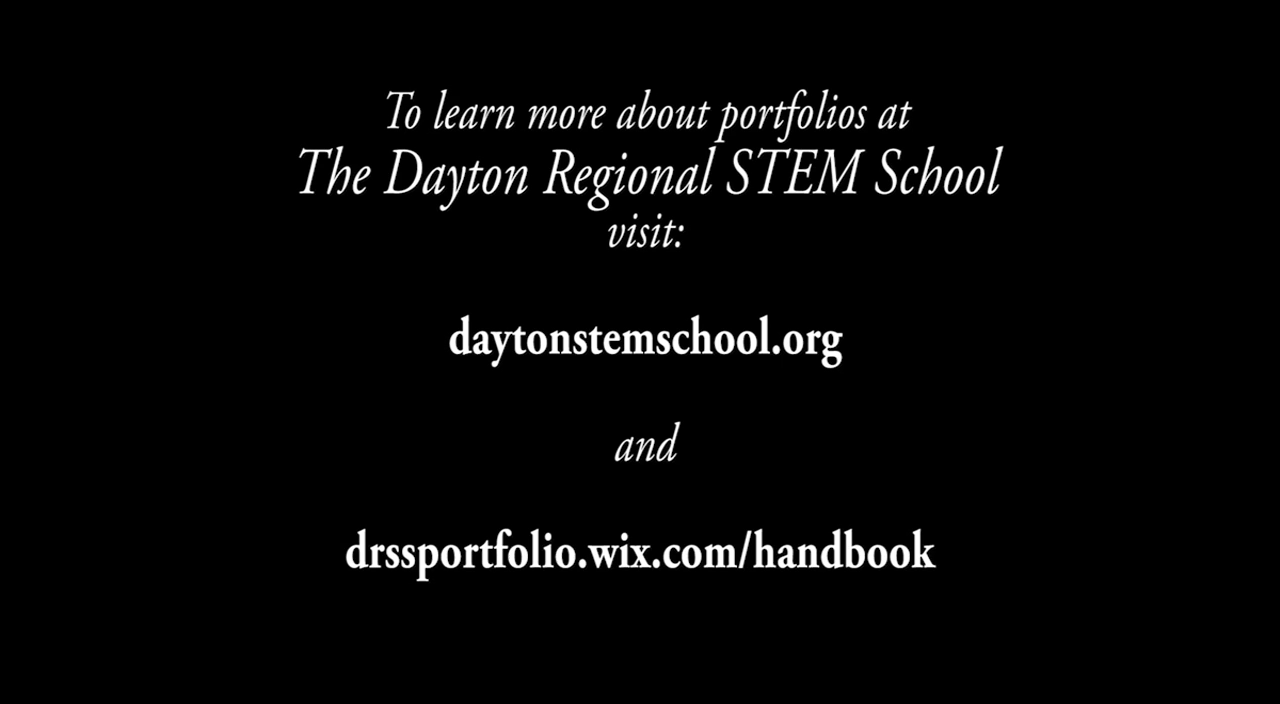 To learn more about portfolios at
The Dayton Regional STEM School
visit:
daytonstemschool.org
and
drssportfolio.wix.com/handbook